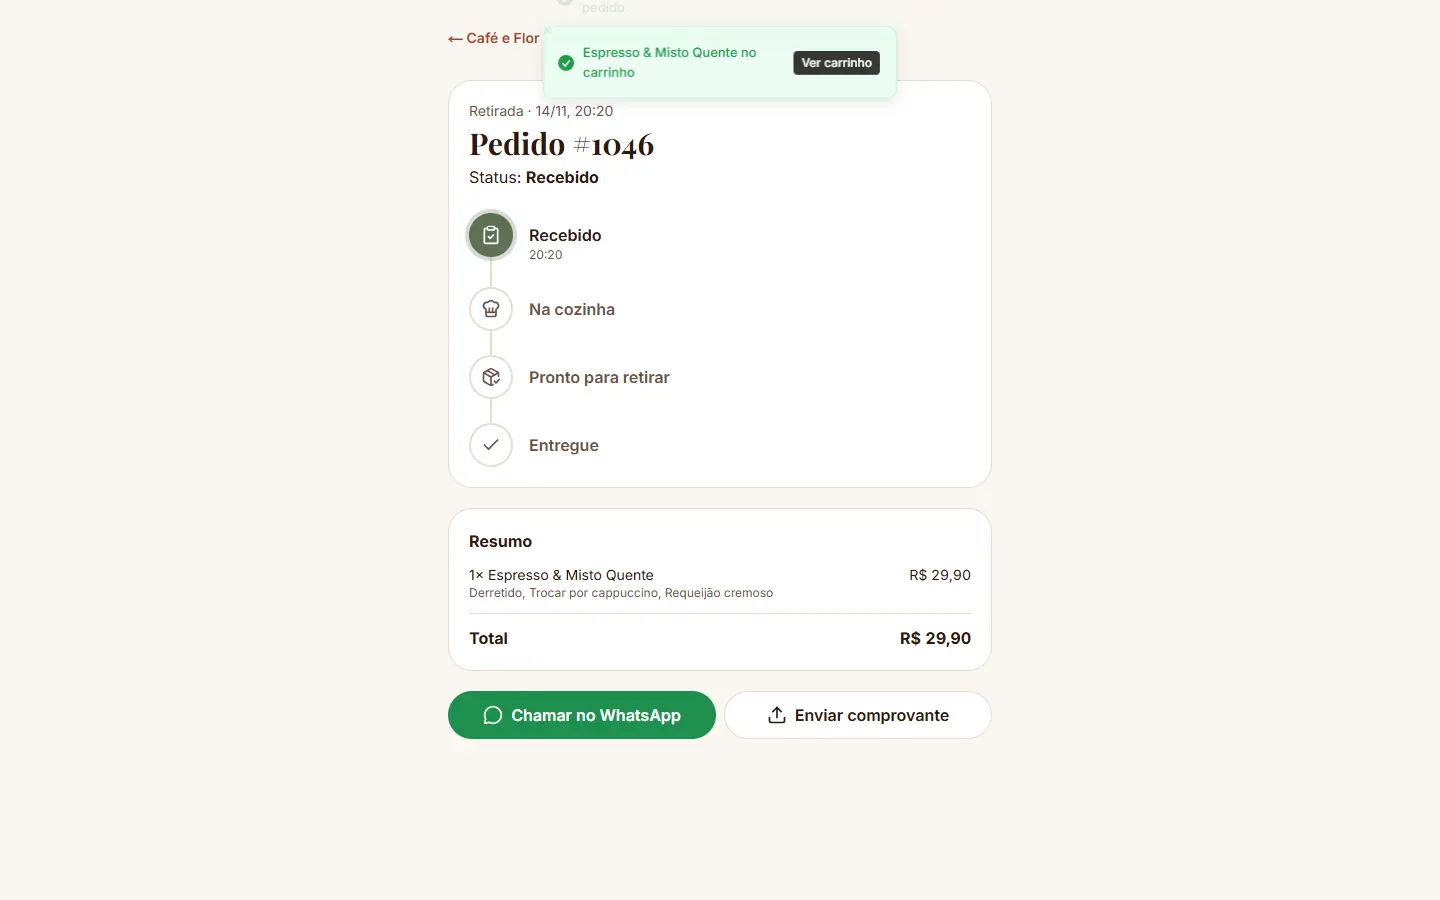 pedido.
← Café e Flor
Espresso & Misto Quente no
carrinho
Ver carrinho
Retirada · 14/11, 20:20
Pedido #1046
Status: Recebido
Recebido
20:20
Na cozinha
Pronto para retirar
Entregue
Resumo
1× Espresso & Misto Quente R$ 29,90
Derretido, Trocar por cappuccino, Requeijão cremoso
Total R$ 29,90
Chamar no WhatsApp
Enviar comprovante